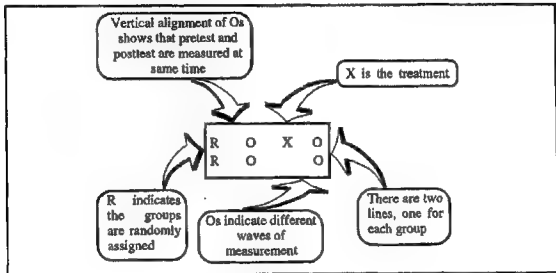 Vertical alignment of Os
shows that pretest and
posttest are measured at
same time
X is the treatment
R O X O
R O O
R indicates
the groups
are randomly
assigned
Os indicate different
waves of
measurement
There are two
lines, one for
each group